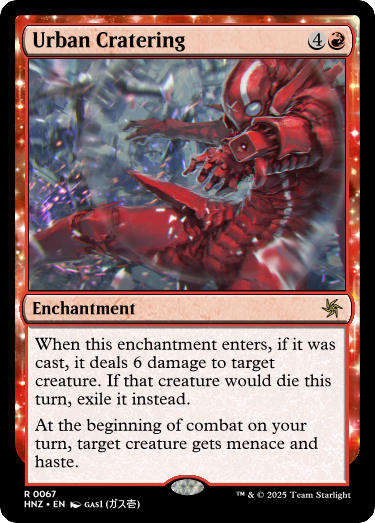 Urban Cratering 4
Enchantment
When this enchantment enters, if it was
cast, it deals 6 damage to target
creature. If that creature would die this
turn, exile it instead.
At the beginning of combat on your
turn, target creature gets menace and
haste.
R 0067
HNZ • EN GAS1 (ガス壱)
™ & © 2025 Team Starlight